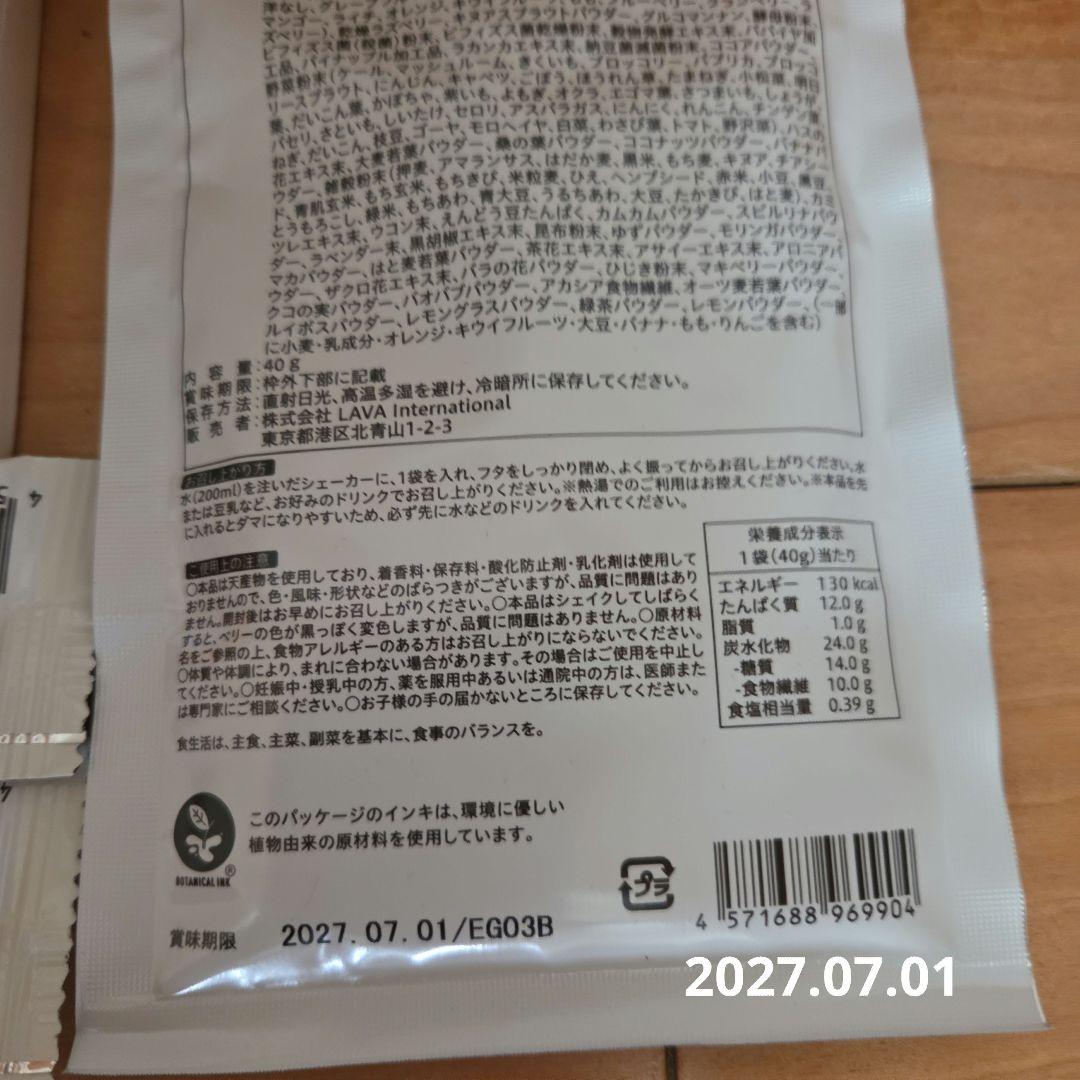 洋なし、グレープフルーツ、
マンゴー、ライチ、オレンジ、キウイフルーツ、もも、ブルーベリー、クランベリー、ラ
ズベリー）、乾燥ラズベリー、キヌアスプラウトパウダー、グルコマンナン、酵母粉末、
ビフィズス菌（殺菌）粉末、ビフィズス菌乾燥粉末、穀物発酵エキス末、パパイヤ加
工品、パイナップル加工品、ラカンカエキス末、納豆菌滅菌粉末、ココアパウダー、
野菜粉末（ケール、マッシュルーム、きくいも、ブロッコリー、パプリカ、ブロッコ
リースプラウト、にんじん、キャベツ、ごぼう、ほうれん草、たまねぎ、小松菜、明日
葉、だいこん葉、かぼちゃ、紫いも、よもぎ、オクラ、エゴマ葉、さつまいも、しょうが、
パセリ、さといも、しいたけ、セロリ、アスパラガス、にんにく、れんこん、チンゲン菜、
ねぎ、だいこん、枝豆、ゴーヤ、モロヘイヤ、白菜、わさび葉、トマト、野沢菜）、ハスの
花エキス末、大麦若葉パウダー、桑の葉パウダー、ココナッツパウダー、バナナパ
ウダー、雑穀粉末（押麦、アマランサス、はだか麦、黒米、もち麦、キヌア、チアシー
ド、青肌玄米、もち玄米、もちきび、米粒麦、ひえ、ヘンプシード、赤米、小豆、黒豆、
とうもろこし、緑米、もちあわ、青大豆、うるちあわ、大豆、たかきび、はと麦）、カミ
ツレエキス末、ウコン末、えんどう豆たんぱく、カムカムパウダー、スピルリナパウ
ダー、ラベンダー末、黒胡椒エキス末、昆布粉末、ゆずパウダー、モリンガパウダー、
マカパウダー、はと麦若葉パウダー、茶花エキス末、アサイーエキス末、アロニアパ
ウダー、ザクロ花エキス末、バラの花パウダー、ひじき粉末、マキベリーパウダー、
クコの実パウダー、バオバブパウダー、アカシア食物繊維、オーツ麦若葉パウダー、
ルイボスパウダー、レモングラスパウダー、緑茶パウダー、レモンパウダー、（一部
に小麦・乳成分・オレンジ・キウイフルーツ・大豆・バナナ・もも・りんごを含む）
内容量：40g
賞味期限：枠外下部に記載
保存方法：直射日光、高温多湿を避け、冷暗所に保存してください。
販売者：株式会社 LAVA International
東京都港区北青山1-2-3
お召し上がり方
水(200ml)を注いだシェーカーに、1袋を入れ、フタをしっかり閉め、よく振ってからお召し上がりください。水
または豆乳など、お好みのドリンクでお召し上がりください。※熱湯でのご利用はお控えください。※本品を先
に入れるとダマになりやすいため、必ず先に水などのドリンクを入れてください。
ご使用上の注意
○本品は天産物を使用しており、着香料・保存料・酸化防止剤・乳化剤は使用して
おりませんので、色・風味・形状などのばらつきがございますが、品質に問題はあり
ません。開封後はお早めにお召し上がりください。○本品はシェイクしてしばらく
すると、ベリーの色が黒っぽく変色しますが、品質に問題はありません。○原材料
名をご参照の上、食物アレルギーのある方はお召し上がりにならないでください。
○体質や体調により、まれに合わない場合があります。その場合はご使用を中止し
てください。○妊娠中・授乳中の方、薬を服用中あるいは通院中の方は、医師また
は専門家にご相談ください。○お子様の手の届かないところに保存してください。
食生活は、主食、主菜、副菜を基本に、食事のバランスを。
栄養成分表示
1袋(40g)当たり
エネルギー 130 kcal
たんぱく質 12.0 g
脂質 1.0 g
炭水化物 24.0 g
-糖質 14.0 g
-食物繊維 10.0 g
食塩相当量 0.39 g
BOTANICAL INK®
このパッケージのインキは、環境に優しい
植物由来の原材料を使用しています。
プラ
4 571688 969904
賞味期限 2027.07.01/EG03B
2027.07.01